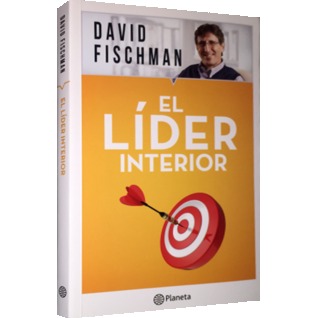 DAVID
FISCHMAN
EL
LÍDER
INTERIOR
Planeta
DAVID FISCHMAN
EL LÍDER INTERIOR